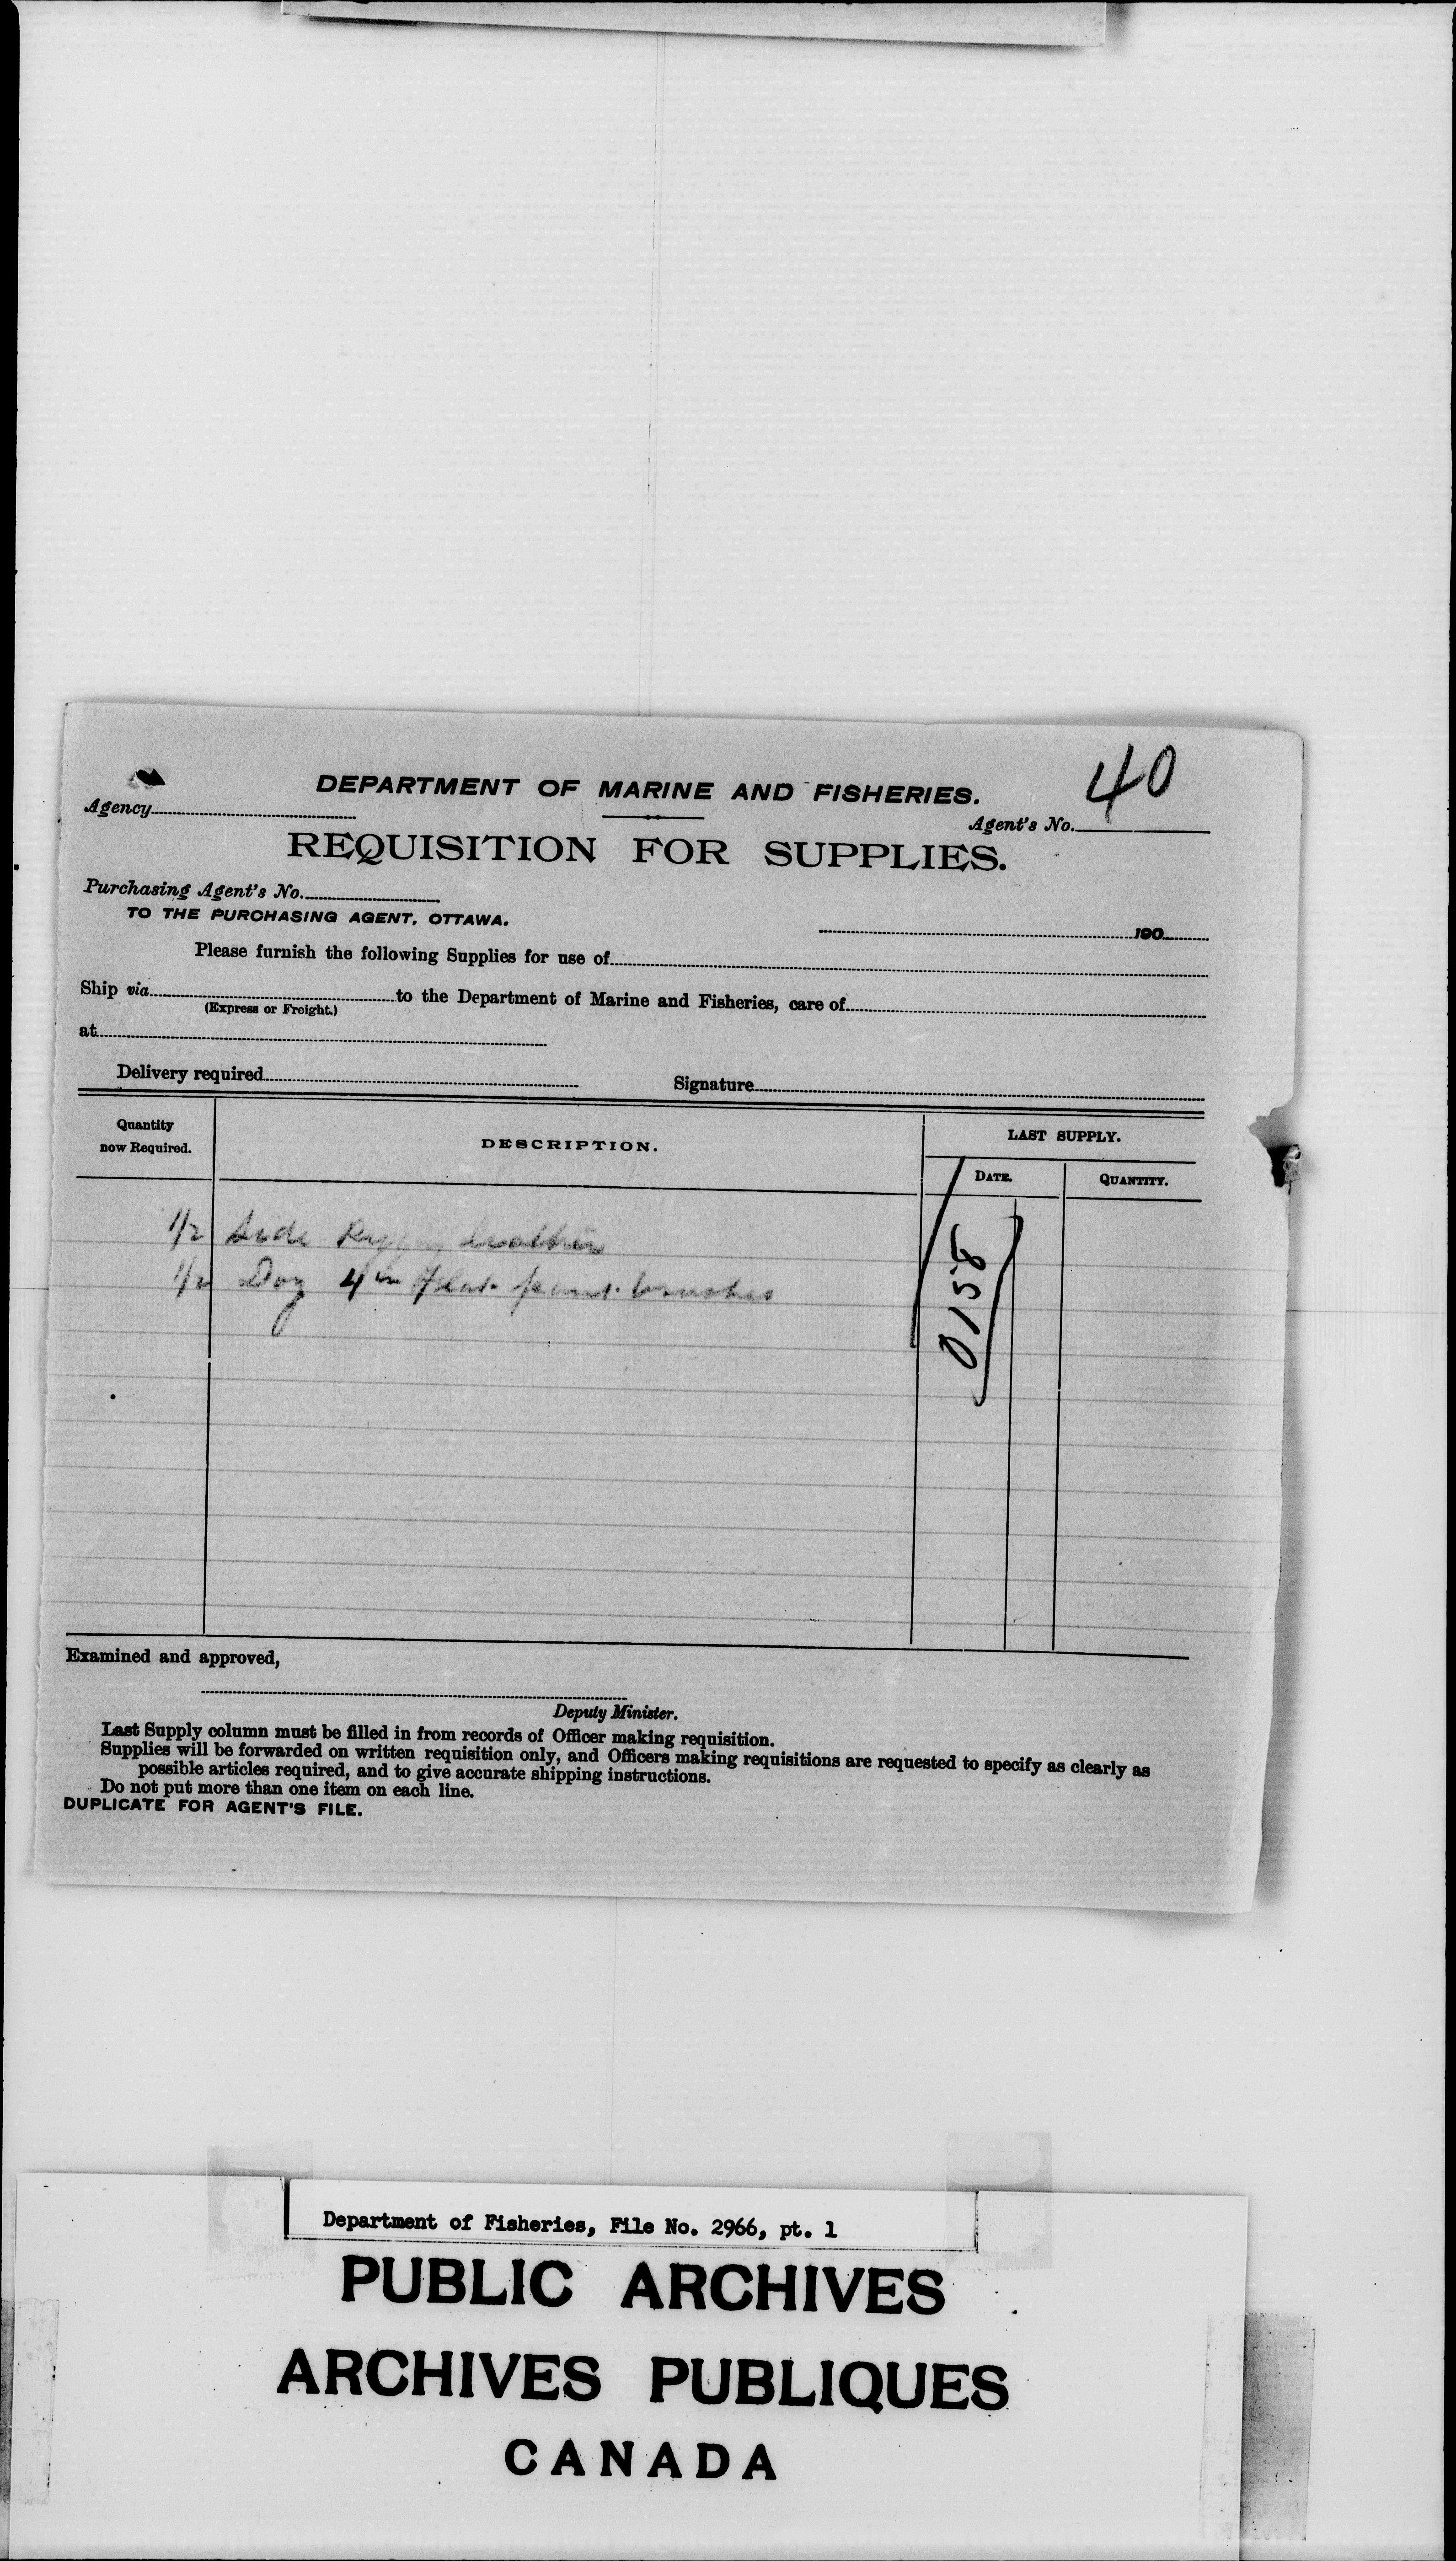 40
DEPARTMENT OF MARINE AND FISHERIES.
Agency
Agent's No.
REQUISITION FOR SUPPLIES.
Purchasing Agent's No.
TO THE PURCHASING AGENT, OTTAWA.
190
Please furnish the following Supplies for use of
Ship via to the Department of Marine and Fisheries, care of
(Express or Freight.)
at
Delivery required Signature
Quantity now Required. DESCRIPTION. LAST SUPPLY.
DATE. QUANTITY.
1/2 Side leather
1/2 Doz 4 in flat paint brushes
0158
Examined and approved,
Deputy Minister.
Last Supply column must be filled in from records of Officer making requisition.
Supplies will be forwarded on written requisition only, and Officers making requisitions are requested to specify as clearly as
possible articles required, and to give accurate shipping instructions.
Do not put more than one item on each line.
DUPLICATE FOR AGENT'S FILE.
Department of Fisheries, File No. 2966, pt. 1
PUBLIC ARCHIVES
ARCHIVES PUBLIQUES
CANADA